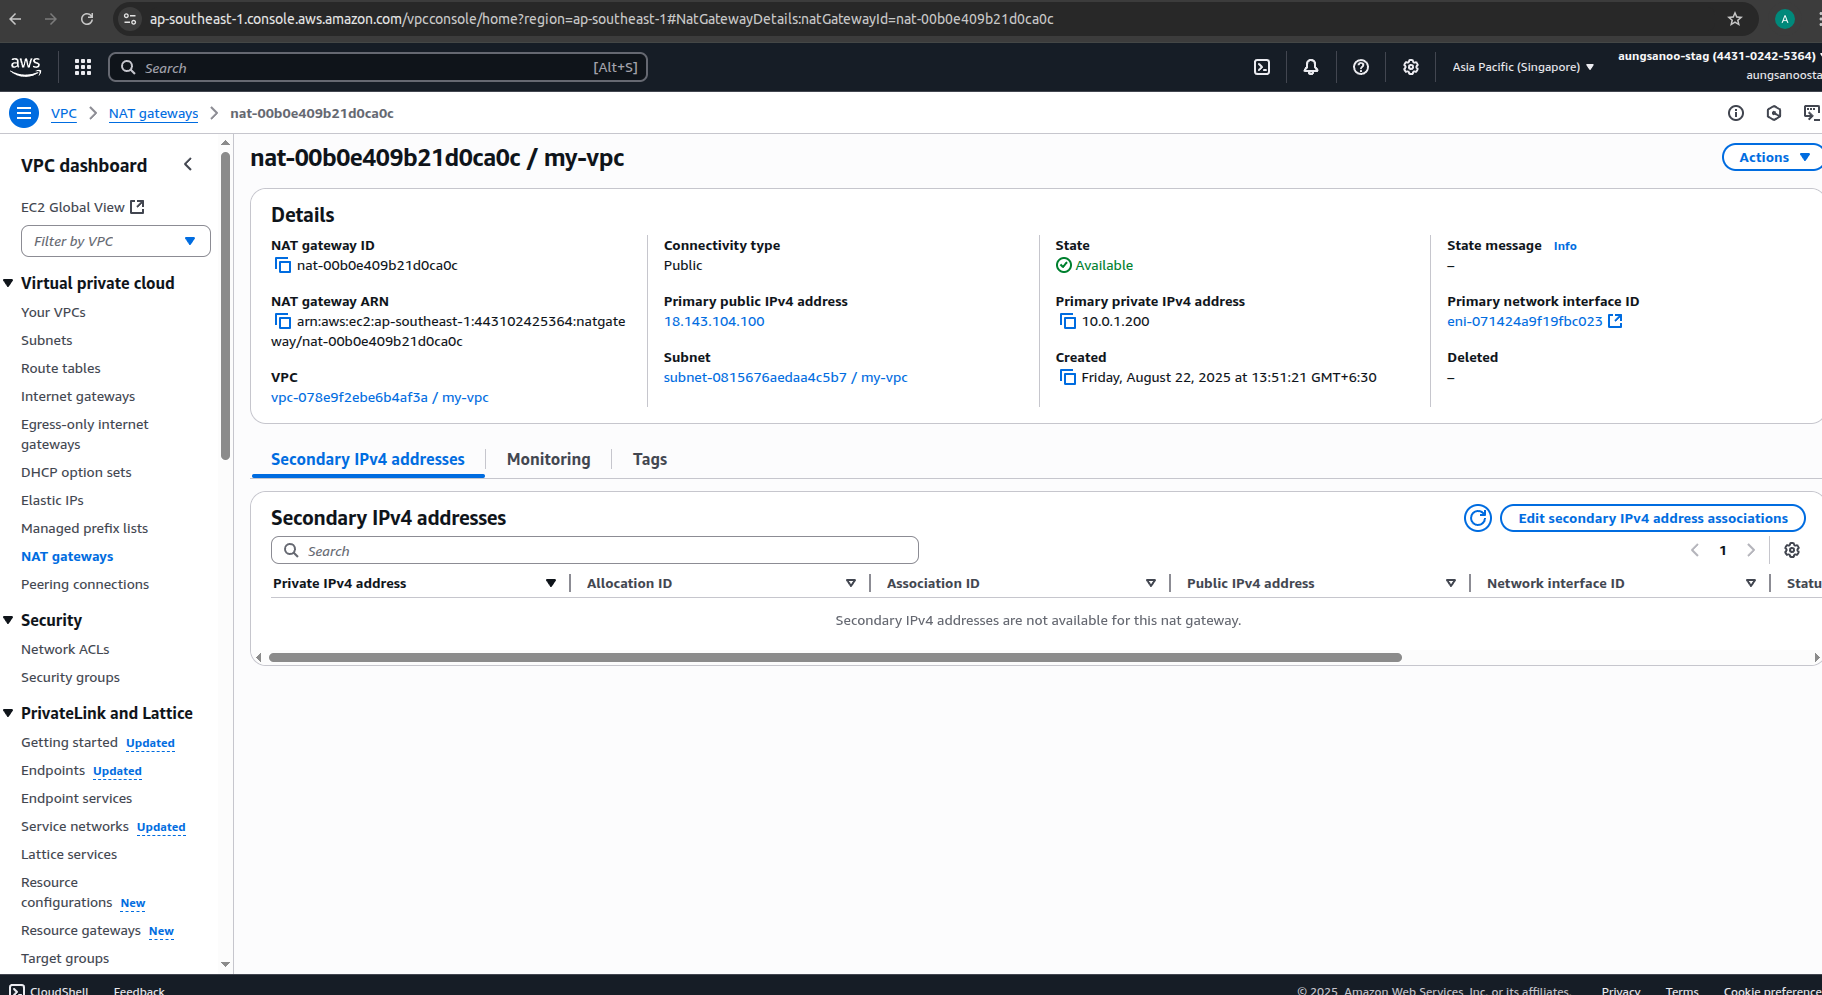 ap-southeast-1.console.aws.amazon.com/vpcconsole/home?region=ap-southeast-1#NatGatewayDetails:natGatewayId=nat-00b0e409b21d0ca0c
A
aws
Search
[Alt+S]
Asia Pacific (Singapore)
aungsanoo-stag (4431-0242-5364)
aungsanoosta
VPC
NAT gateways
nat-00b0e409b21d0ca0c
VPC dashboard
EC2 Global View
Filter by VPC
Virtual private cloud
Your VPCs
Subnets
Route tables
Internet gateways
Egress-only internet
gateways
DHCP option sets
Elastic IPs
Managed prefix lists
NAT gateways
Peering connections
Security
Network ACLs
Security groups
PrivateLink and Lattice
Getting started Updated
Endpoints Updated
Endpoint services
Service networks Updated
Lattice services
Resource
configurations New
Resource gateways New
Target groups
nat-00b0e409b21d0ca0c / my-vpc
Actions
Details
NAT gateway ID
nat-00b0e409b21d0ca0c
NAT gateway ARN
arn:aws:ec2:ap-southeast-1:443102425364:natgate
way/nat-00b0e409b21d0ca0c
VPC
vpc-078e9f2ebe6b4af3a / my-vpc
Connectivity type
Public
Primary public IPv4 address
18.143.104.100
Subnet
subnet-0815676aedaa4c5b7 / my-vpc
State
Available
Primary private IPv4 address
10.0.1.200
Created
Friday, August 22, 2025 at 13:51:21 GMT+6:30
State message Info
–
Primary network interface ID
eni-071424a9f19fbc023
Deleted
–
Secondary IPv4 addresses
Monitoring
Tags
Secondary IPv4 addresses
Edit secondary IPv4 address associations
Search
1
Private IPv4 address
Allocation ID
Association ID
Public IPv4 address
Network interface ID
Statu
Secondary IPv4 addresses are not available for this nat gateway.
CloudShell
Feedback
© 2025, Amazon Web Services, Inc. or its affiliates.
Privacy
Terms
Cookie preference